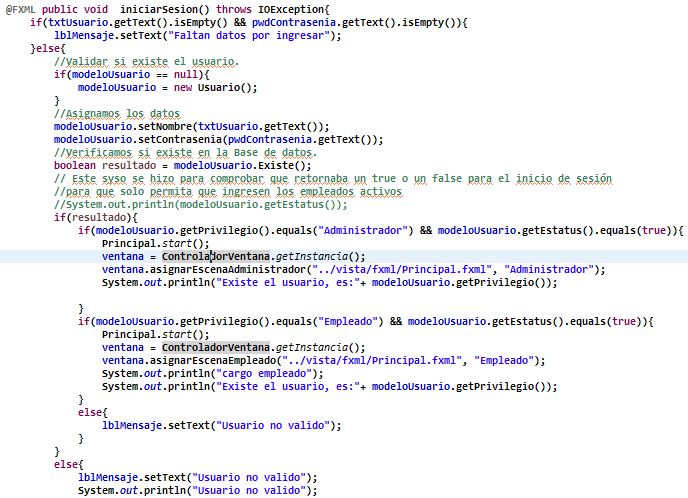 @FXML public void  iniciarSesion() throws IOException{
    if(txtUsuario.getText().isEmpty() && pwdContrasenia.getText().isEmpty()){
        lblMensaje.setText("Faltan datos por ingresar");
    }else{
        //Validar si existe el usuario.
        if(modeloUsuario == null){
            modeloUsuario = new Usuario();
        }
        //Asignamos los datos
        modeloUsuario.setNombre(txtUsuario.getText());
        modeloUsuario.setContrasenia(pwdContrasenia.getText());
        //Verificamos si existe en la Base de datos.
        boolean resultado = modeloUsuario.Existe();
        // Este syso se hizo para comprobar que retornaba un true o un false para el inicio de sesión
        //para que solo permita que ingresen los empleados activos
        //System.out.println(modeloUsuario.getEstatus());
        if(resultado){
            if(modeloUsuario.getPrivilegio().equals("Administrador") && modeloUsuario.getEstatus().equals(true)){
                Principal.start();
                ventana = ControladorVentana.getInstancia();
                ventana.asignarEscenaAdministrador("../vista/fxml/Principal.fxml", "Administrador");
                System.out.println("Existe el usuario, es:"+ modeloUsuario.getPrivilegio());
            }
            if(modeloUsuario.getPrivilegio().equals("Empleado") && modeloUsuario.getEstatus().equals(true)){
                Principal.start();
                ventana = ControladorVentana.getInstancia();
                ventana.asignarEscenaEmpleado("../vista/fxml/Principal.fxml", "Empleado");
                System.out.println("cargo empleado");
                System.out.println("Existe el usuario, es:"+ modeloUsuario.getPrivilegio());
            }
            else{
                lblMensaje.setText("Usuario no valido");
            }
        }
        else{
            lblMensaje.setText("Usuario no valido");
            System.out.println("Usuario no valido");